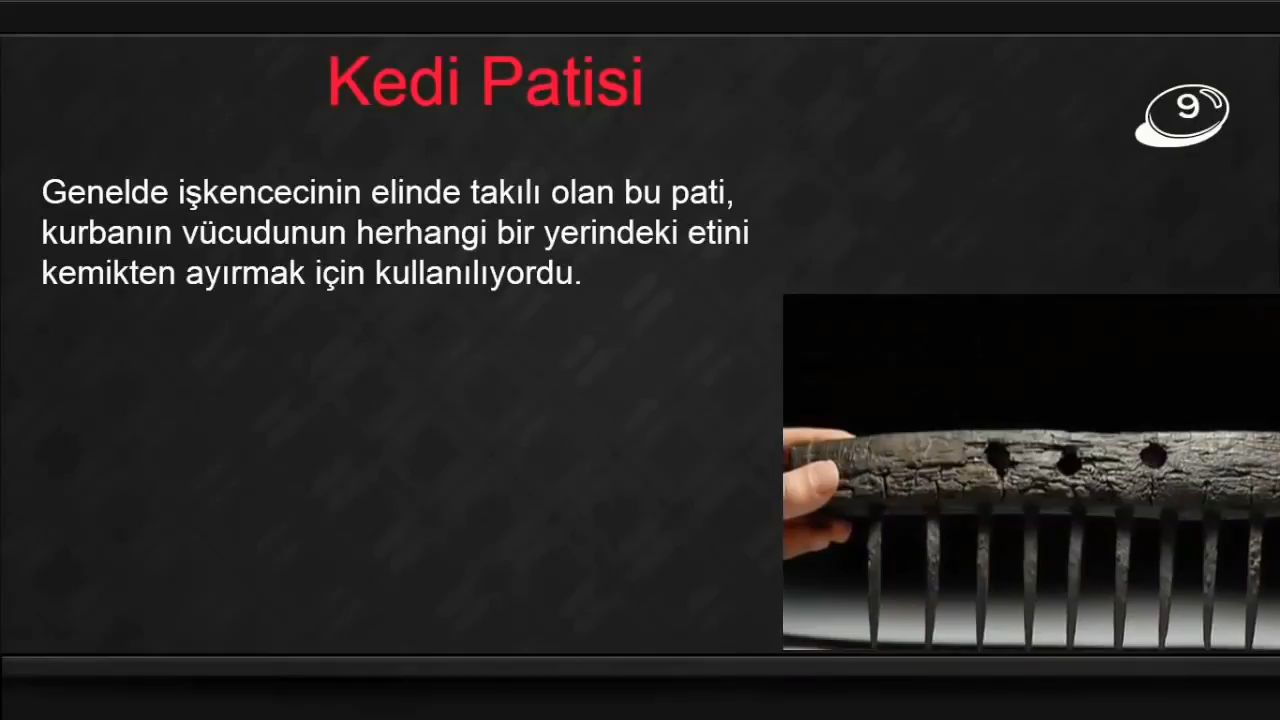 Kedi Patisi
9
Genelde işkencecinin elinde takılı olan bu pati,
kurbanın vücudunun herhangi bir yerindeki etini
kemikten ayırmak için kullanılıyordu.